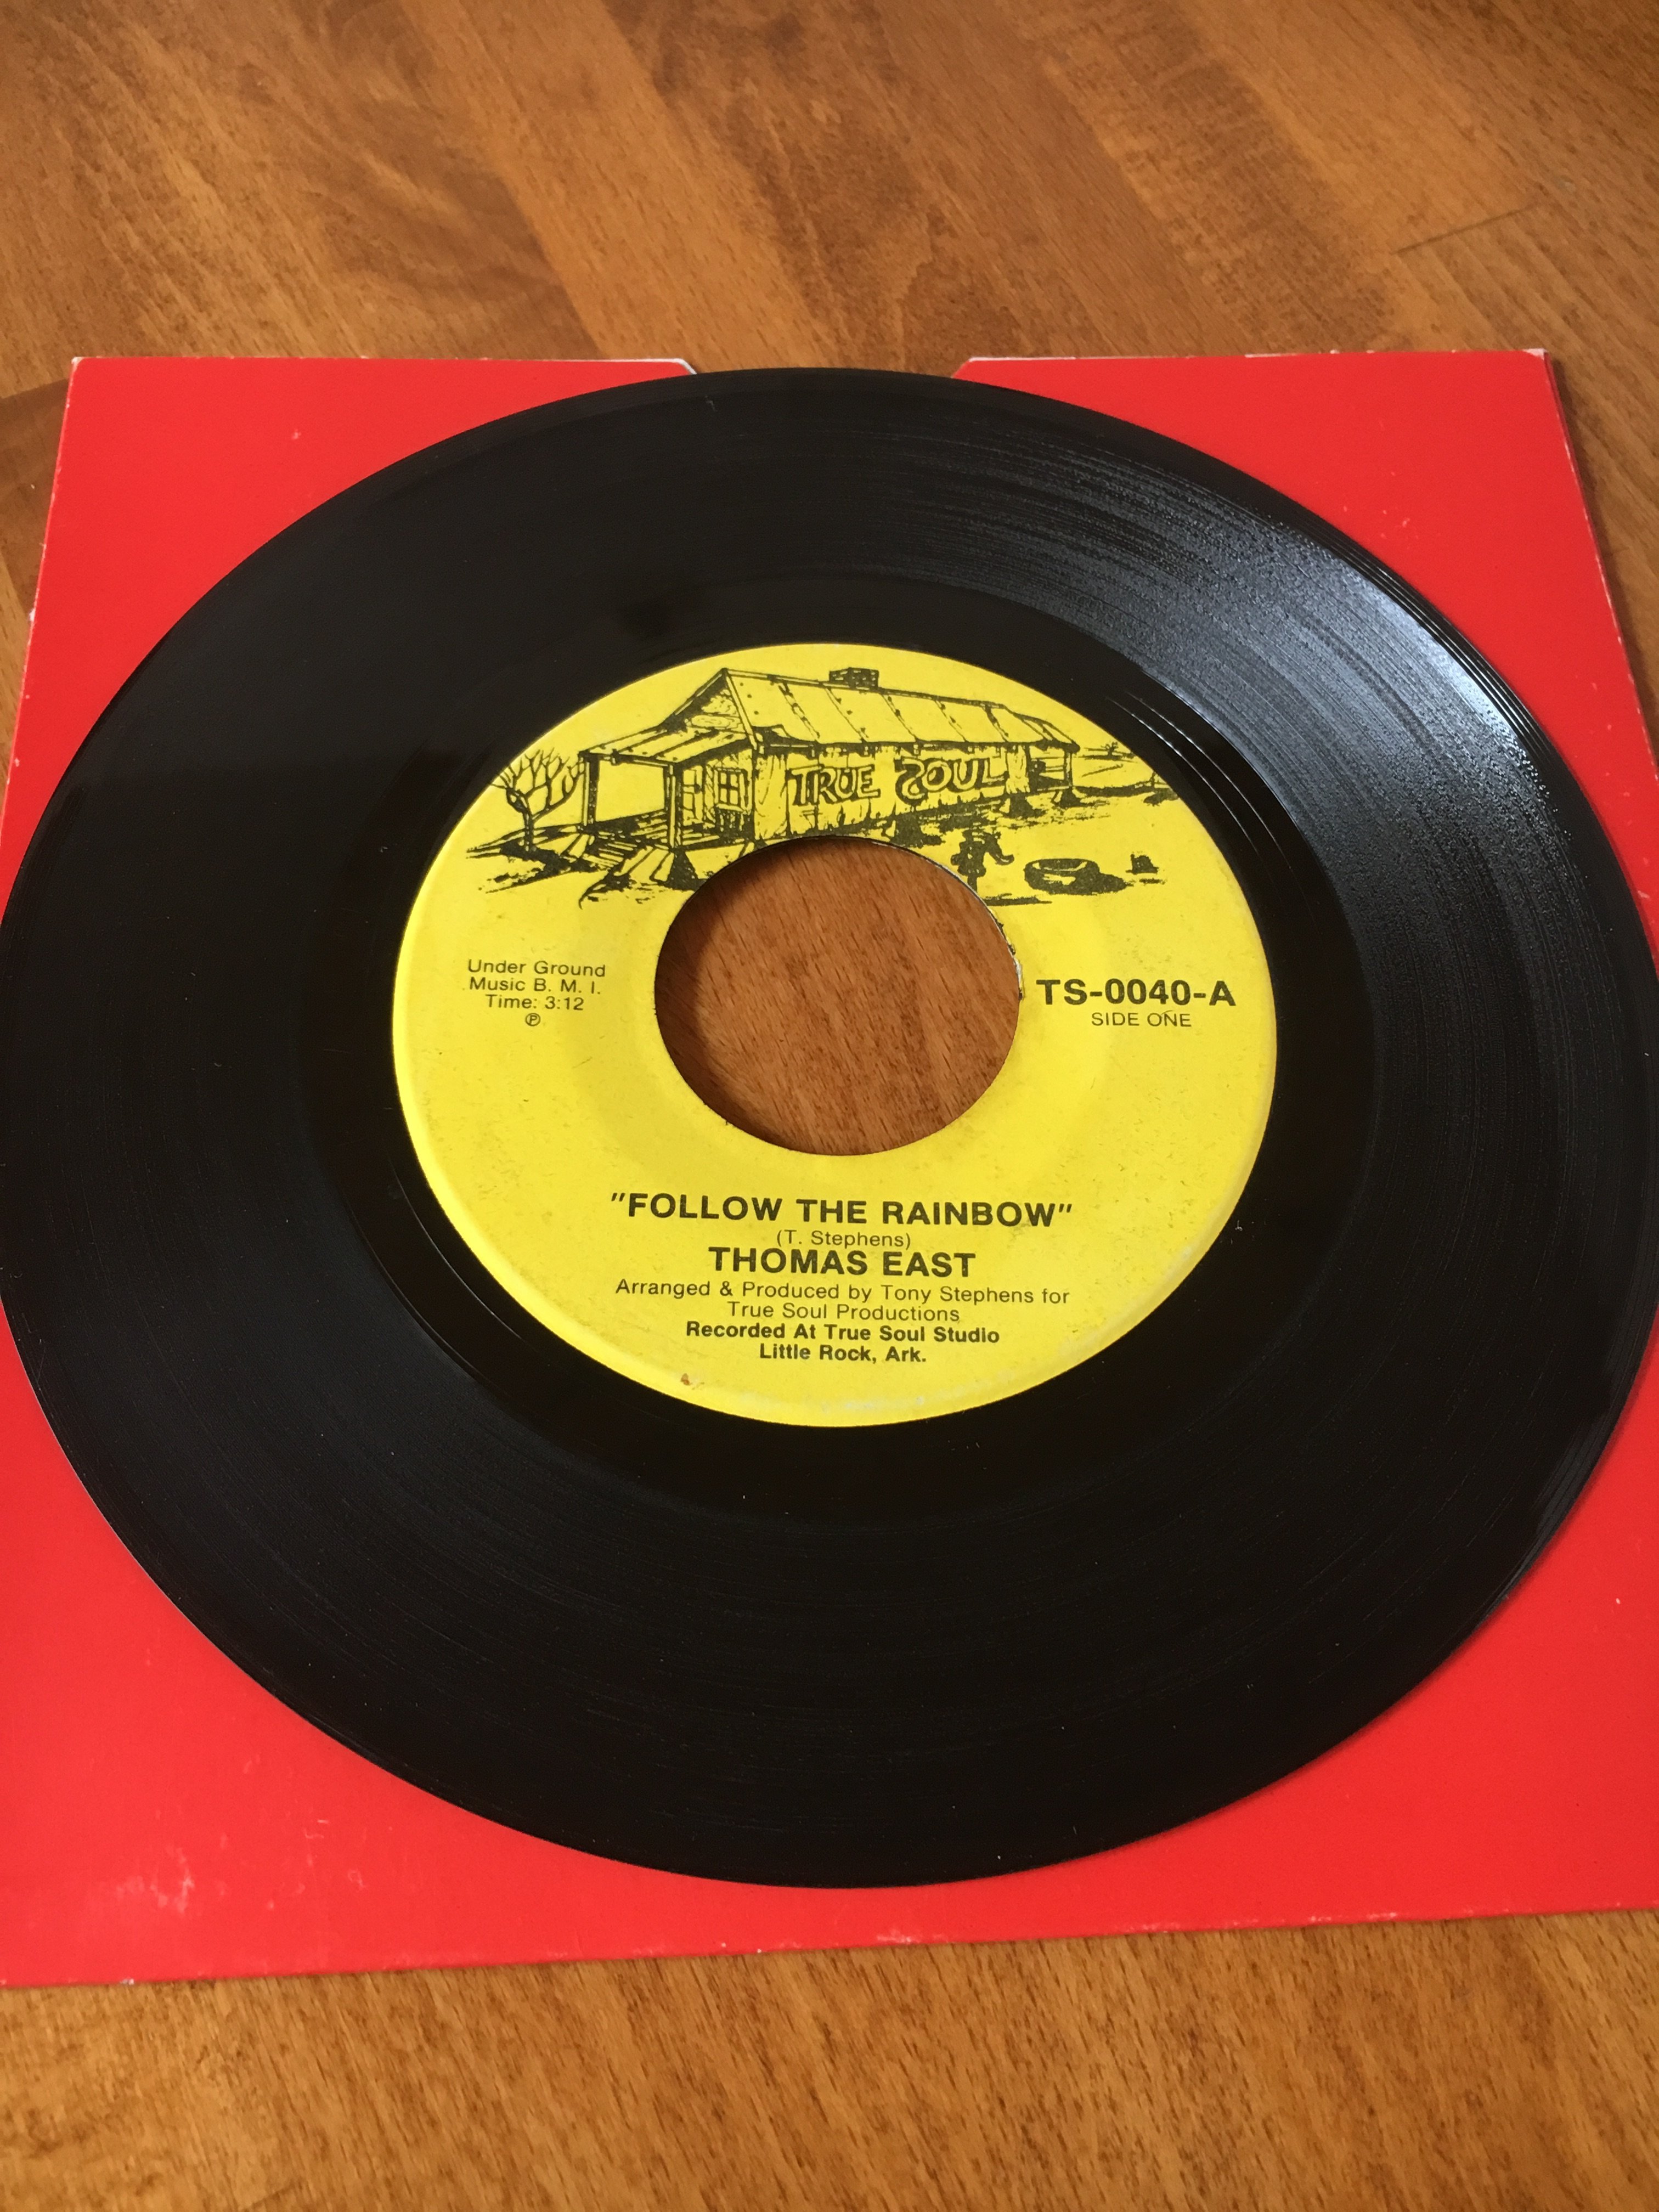 TRUE SOUL
Under Ground
Music B. M. I.
Time: 3:12
℗
TS-0040-A
SIDE ONE
"FOLLOW THE RAINBOW"
(T. Stephens)
THOMAS EAST
Arranged & Produced by Tony Stephens for
True Soul Productions
Recorded At True Soul Studio
Little Rock, Ark.